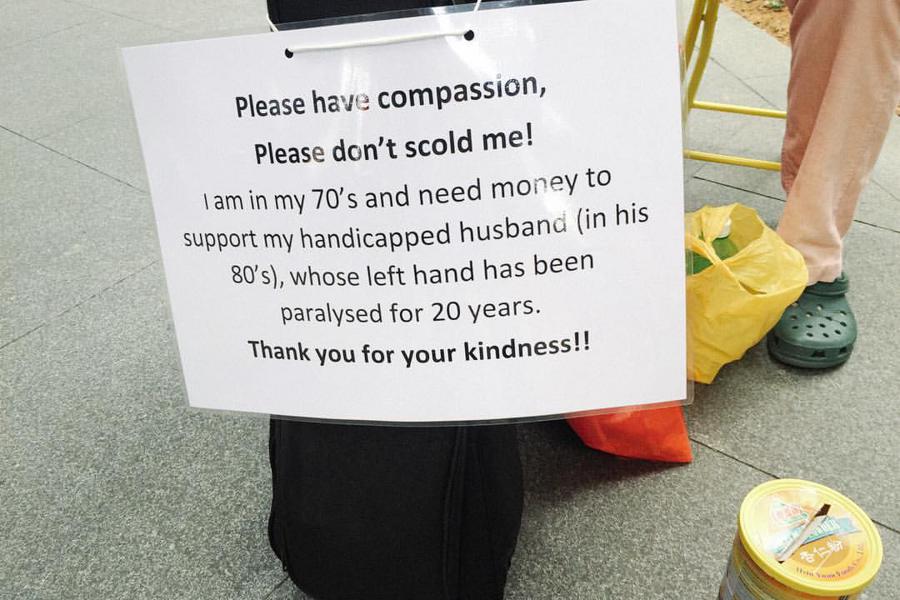 Please have compassion,
Please don't scold me!
I am in my 70's and need money to
support my handicapped husband (in his
80's), whose left hand has been
paralysed for 20 years.
Thank you for your kindness!!
杏仁粉